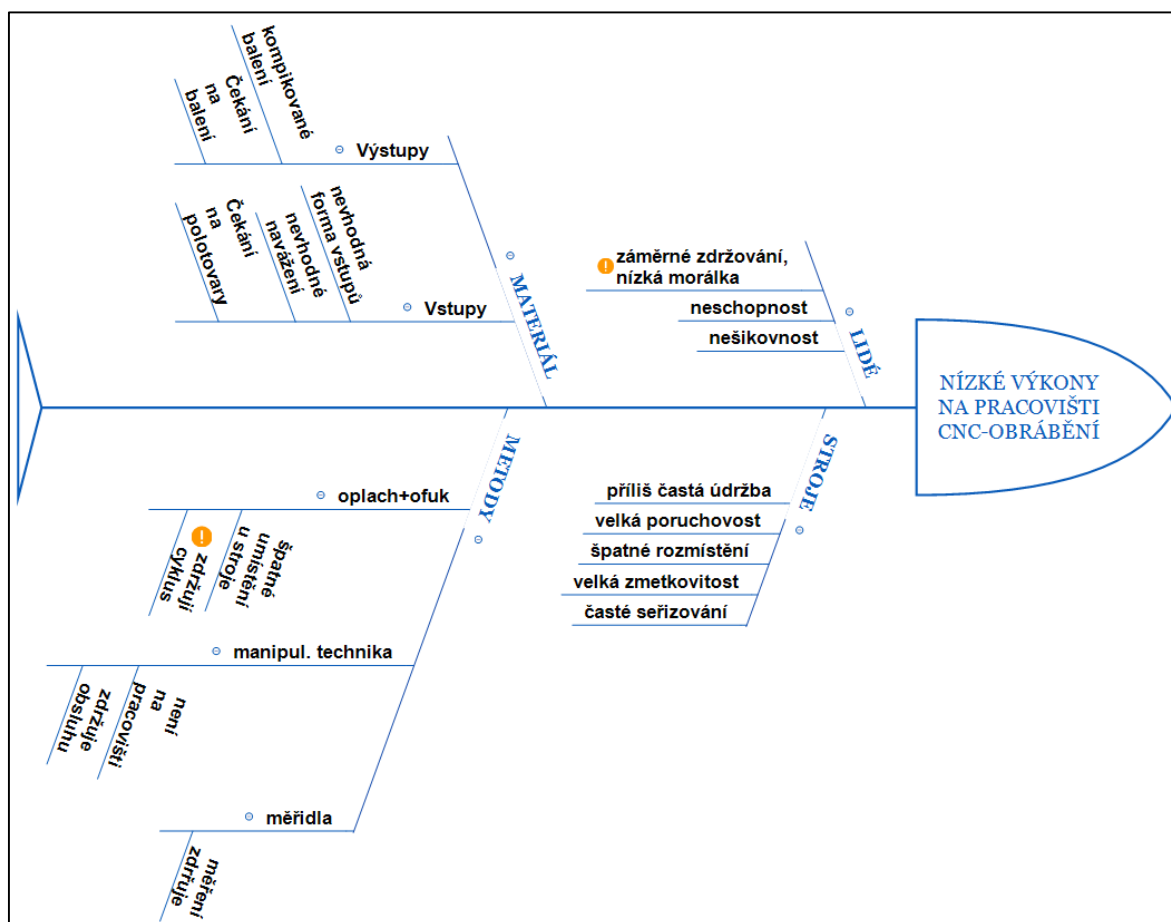 kompikované
balení
Čekání
na
balení
Výstupy
nevhodná
forma vstupů
nevhodné
navážení
Čekání
na
polotovary
Vstupy
MATERIÁL
záměrné zdržování,
nízká morálka
neschopnost
nešikovnost
LIDÉ
NÍZKÉ VÝKONY
NA PRACOVIŠTI
CNC-OBRÁBĚNÍ
METODY
oplach+ofuk
špatné
umístění
u stroje
zdržují
cyklus
manipul. technika
není
na
pracovišti
zdržuje
obsluhu
měřidla
měření
zdrřuje
STROJE
příliš častá údržba
velká poruchovost
špatné rozmístění
velká zmetkovitost
časté seřizování